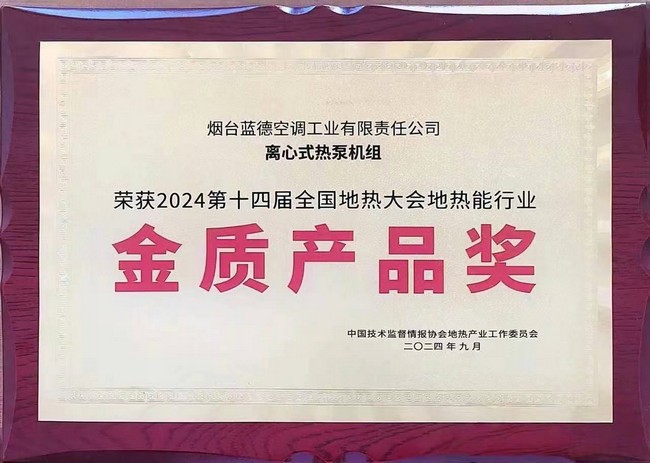 烟台蓝德空调工业有限责任公司
离心式热泵机组
荣获2024第十四届全国地热大会地热能行业
金质产品奖
中国技术监督情报协会地热产业工作委员会
二〇二四年九月